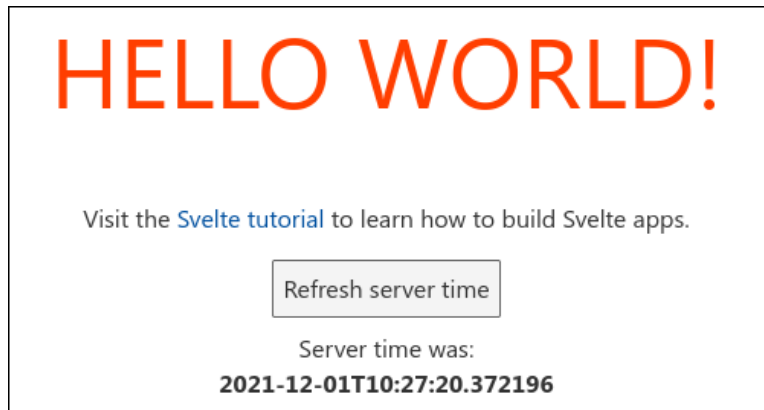 HELLO WORLD!
Visit the Svelte tutorial to learn how to build Svelte apps.
Refresh server time
Server time was:
2021-12-01T10:27:20.372196